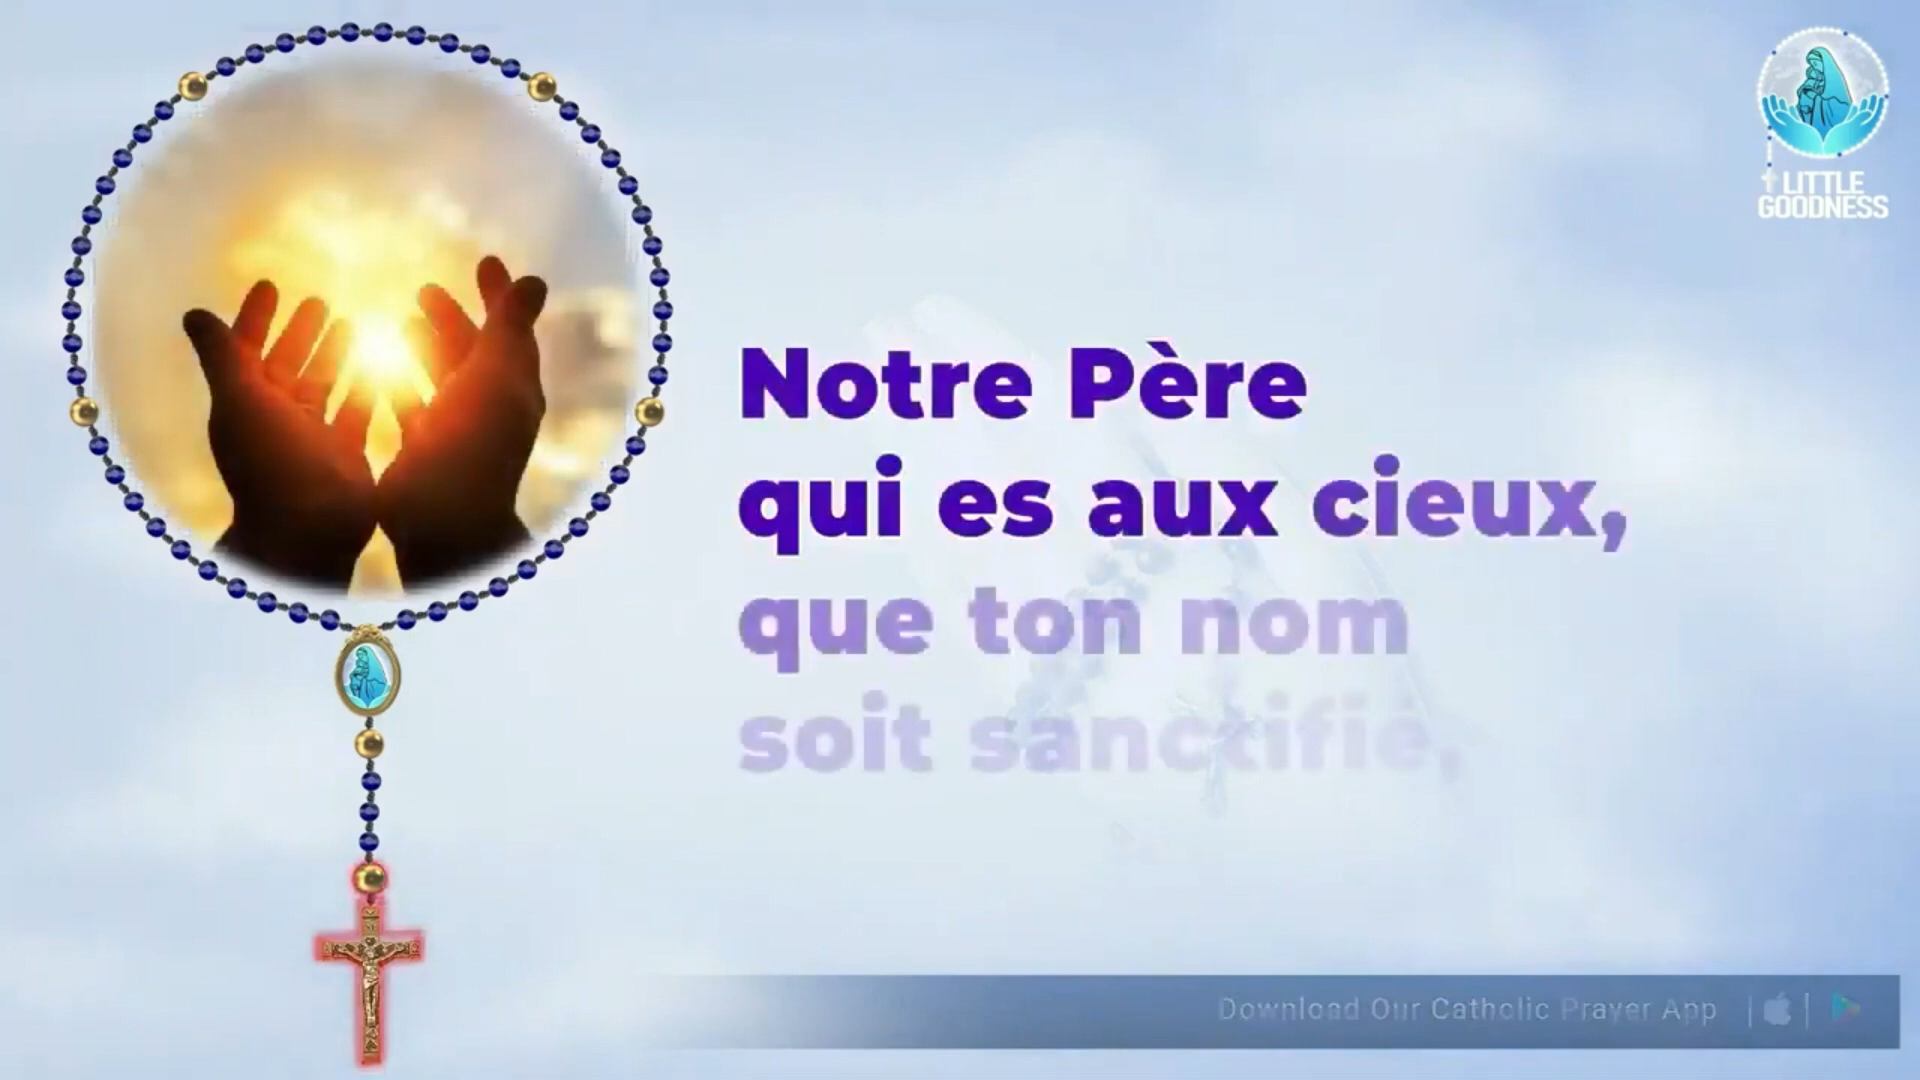 LITTLE
GOODNESS
Notre Père
qui es aux cieux,
que ton nom
soit sanctifié,
Download Our Catholic Prayer App